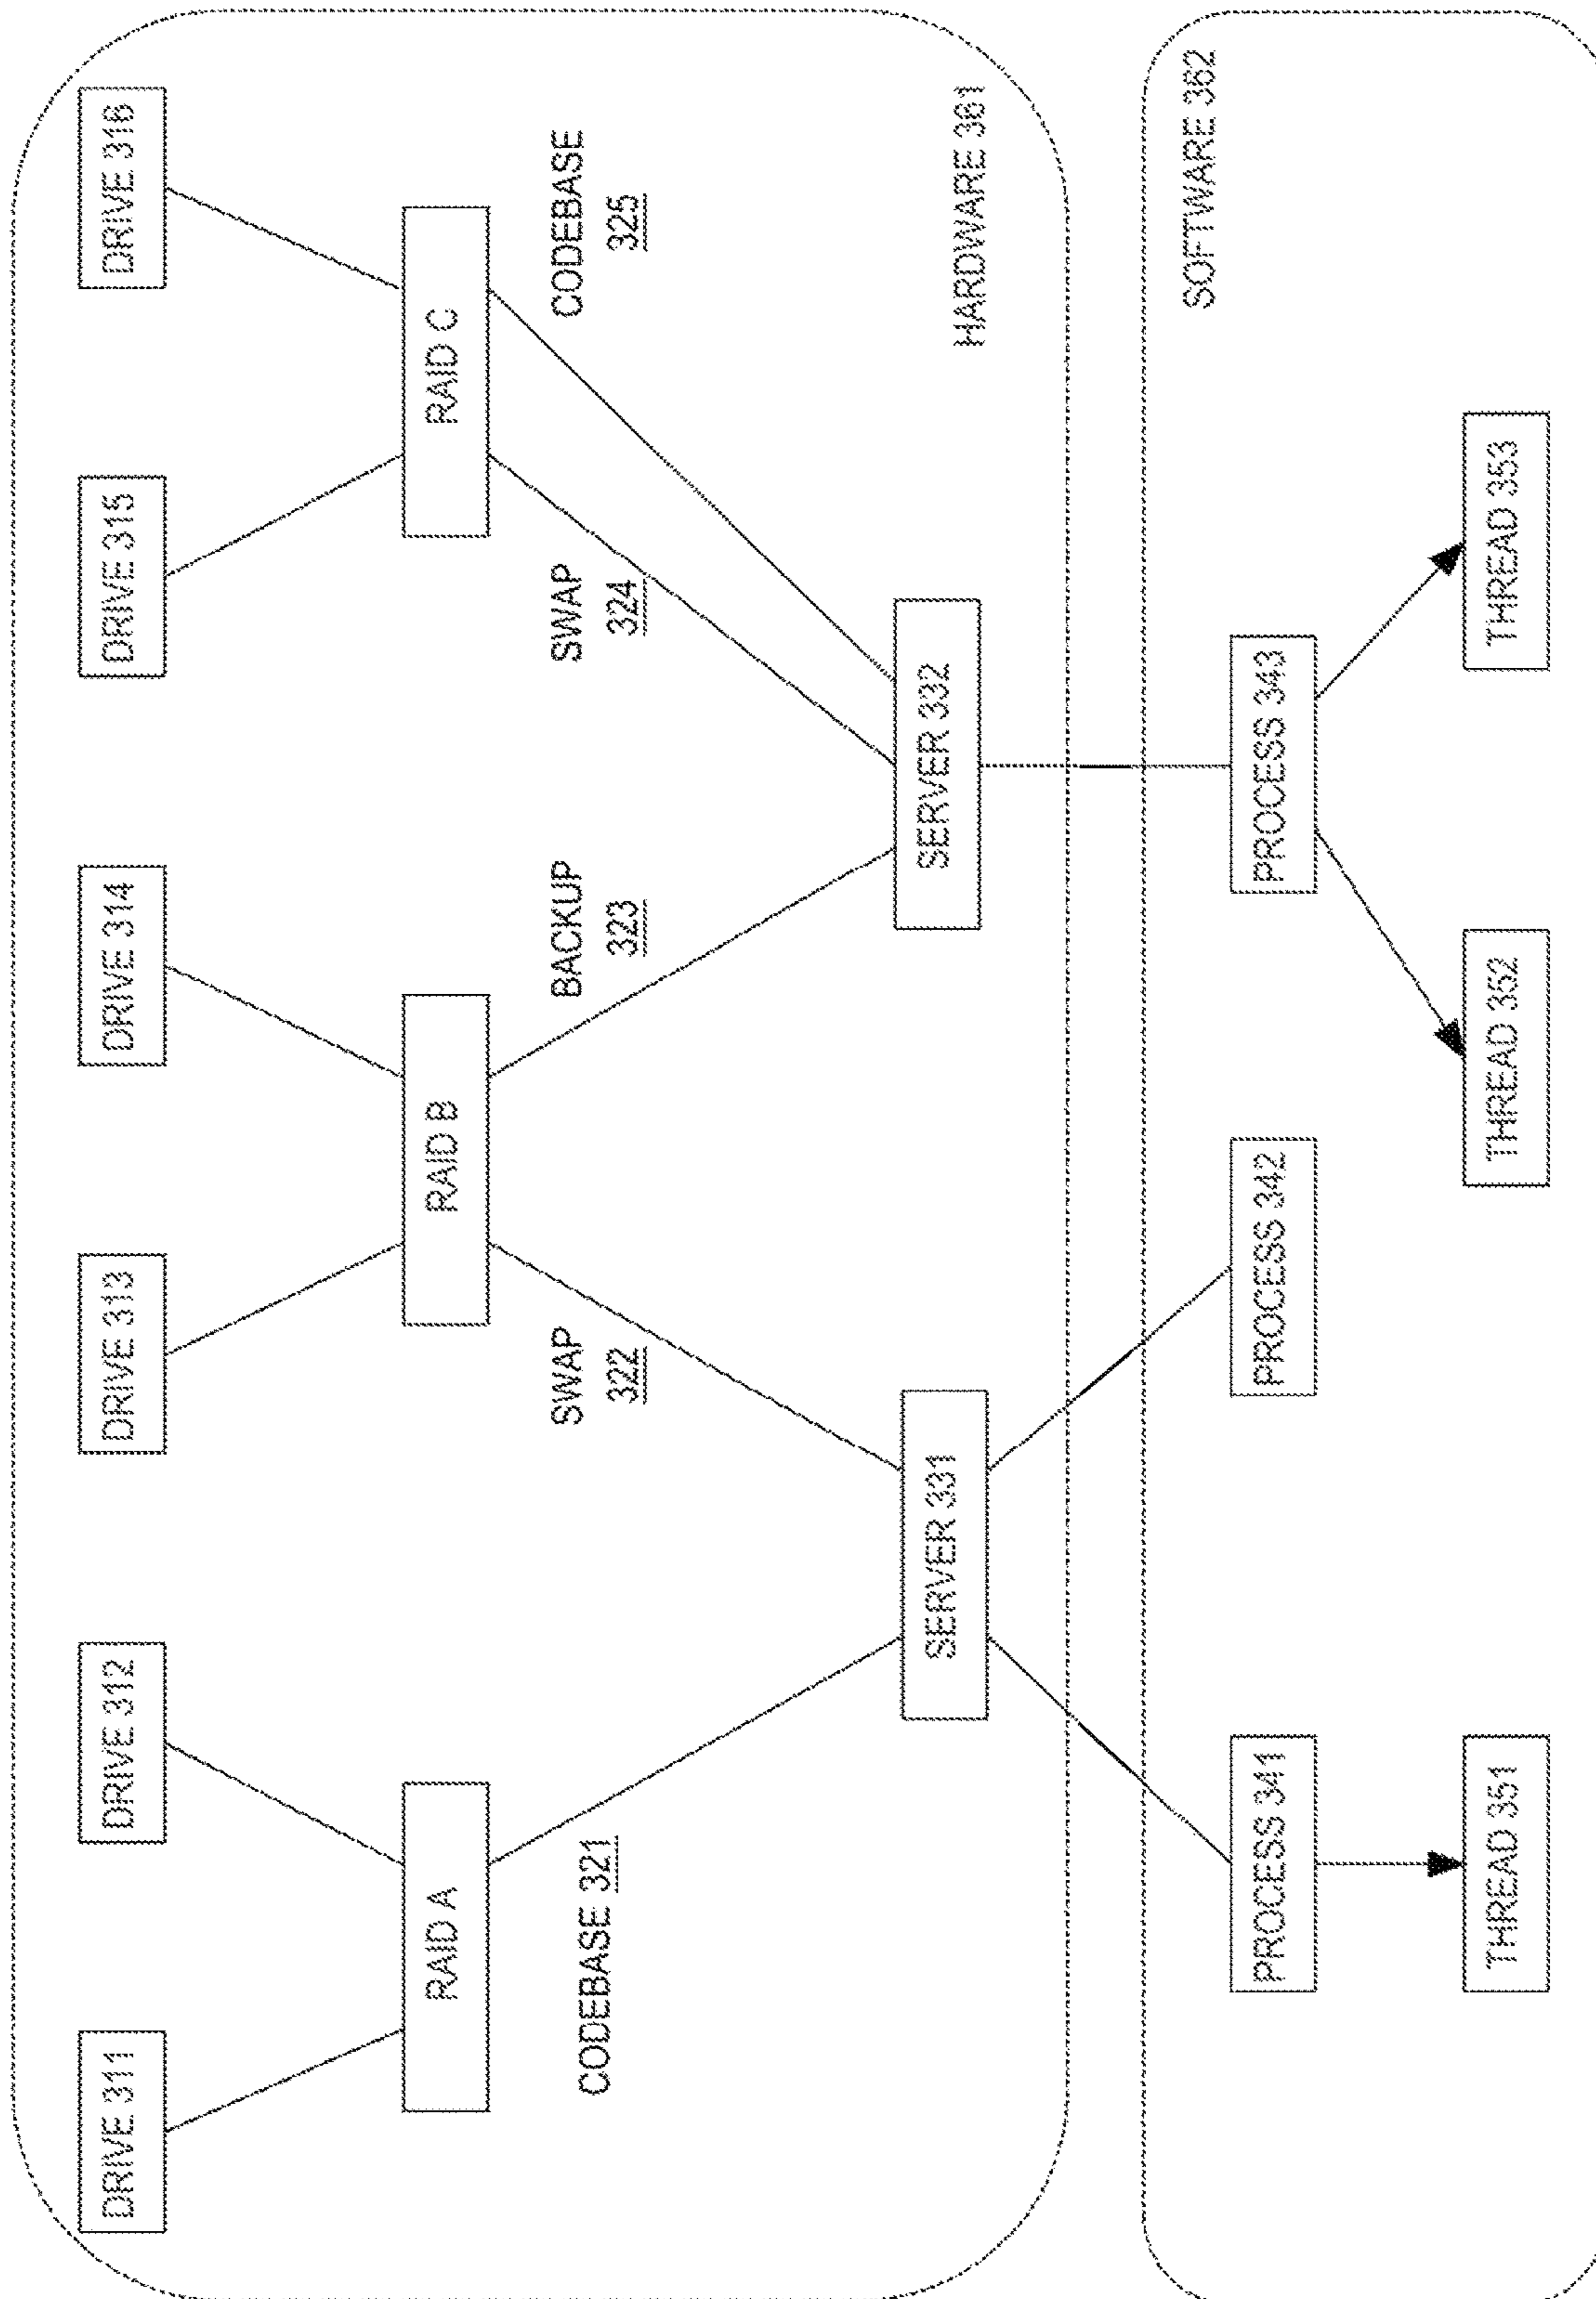 DRIVE 311
DRIVE 312
DRIVE 313
DRIVE 314
DRIVE 315
DRIVE 316
RAID A
RAID B
RAID C
CODEBASE 321
SWAP
322
BACKUP
323
SWAP
324
CODEBASE
325
SERVER 331
SERVER 332
HARDWARE 361
SOFTWARE 362
PROCESS 341
PROCESS 342
PROCESS 343
THREAD 351
THREAD 352
THREAD 353